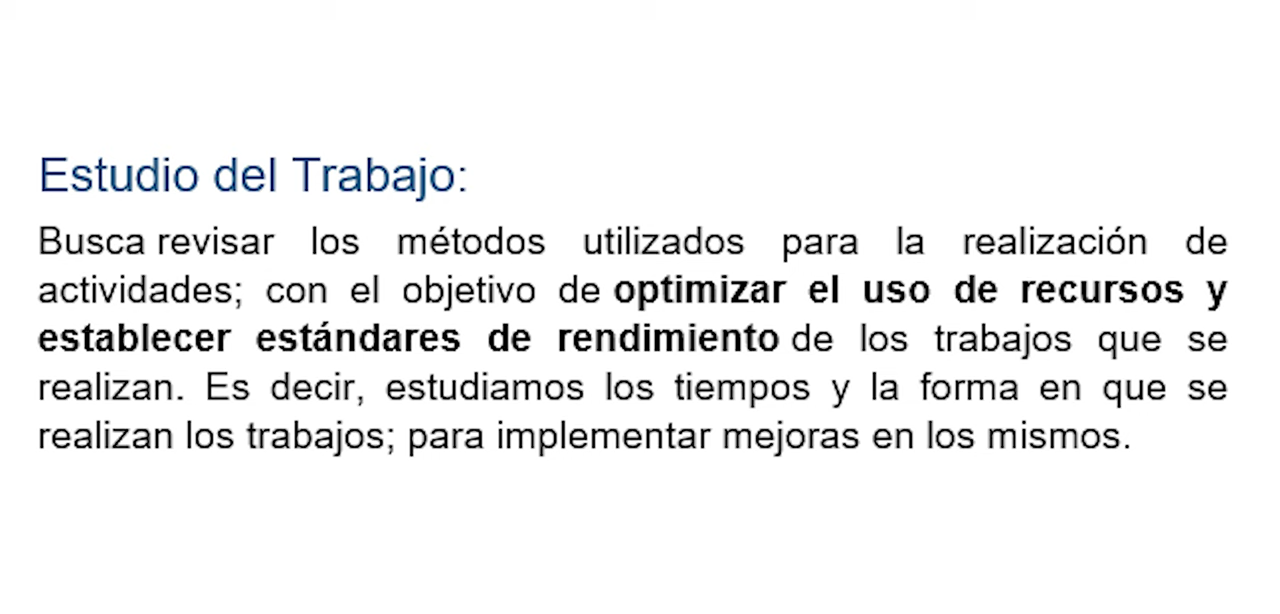 Estudio del Trabajo:
Busca revisar los métodos utilizados para la realización de
actividades; con el objetivo de optimizar el uso de recursos y
establecer estándares de rendimiento de los trabajos que se
realizan. Es decir, estudiamos los tiempos y la forma en que se
realizan los trabajos; para implementar mejoras en los mismos.